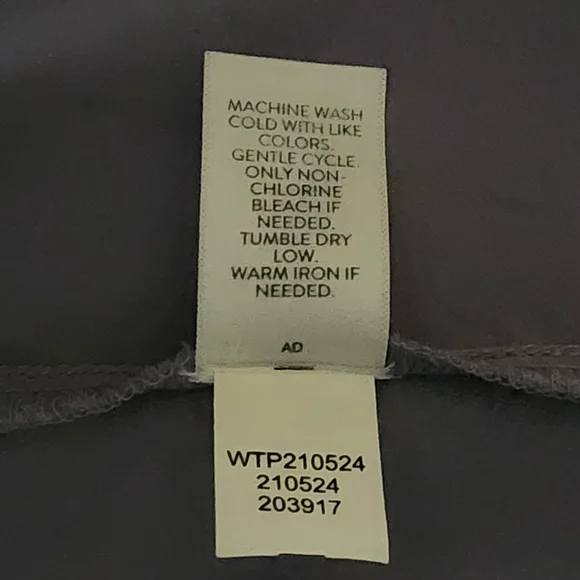 MACHINE WASH
COLD WITH LIKE
COLORS.
GENTLE CYCLE.
ONLY NON-
CHLORINE
BLEACH IF
NEEDED.
TUMBLE DRY
LOW.
WARM IRON IF
NEEDED.
AD
WTP210524
210524
203917